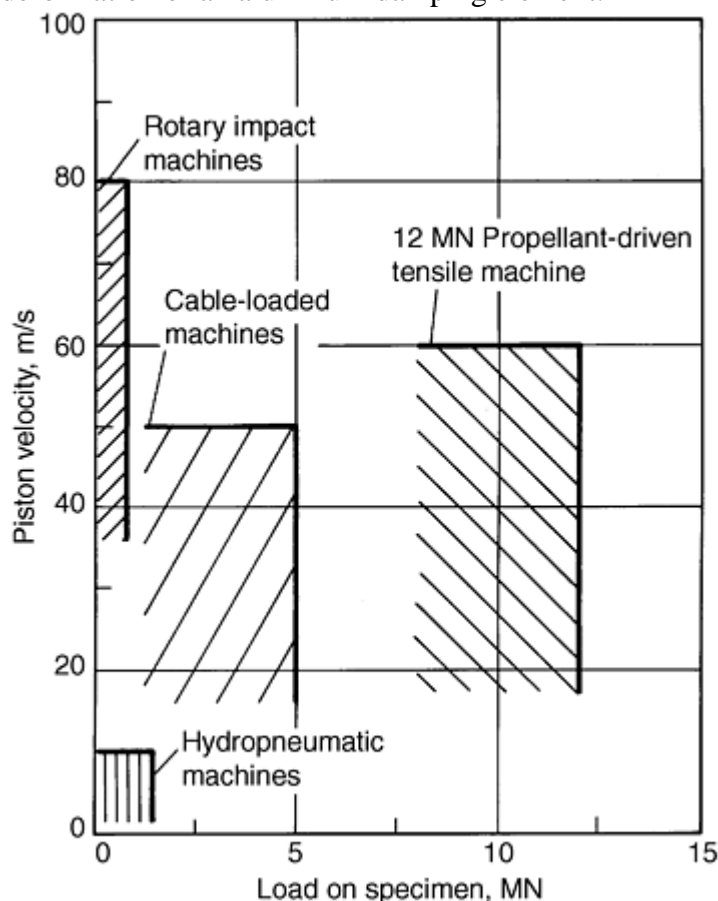 100
Rotary impact
machines
80
12 MN Propellant-driven
tensile machine
Cable-loaded
machines
60
Piston velocity, m/s
40
20
Hydropneumatic
machines
0
0 5 10 15
Load on specimen, MN